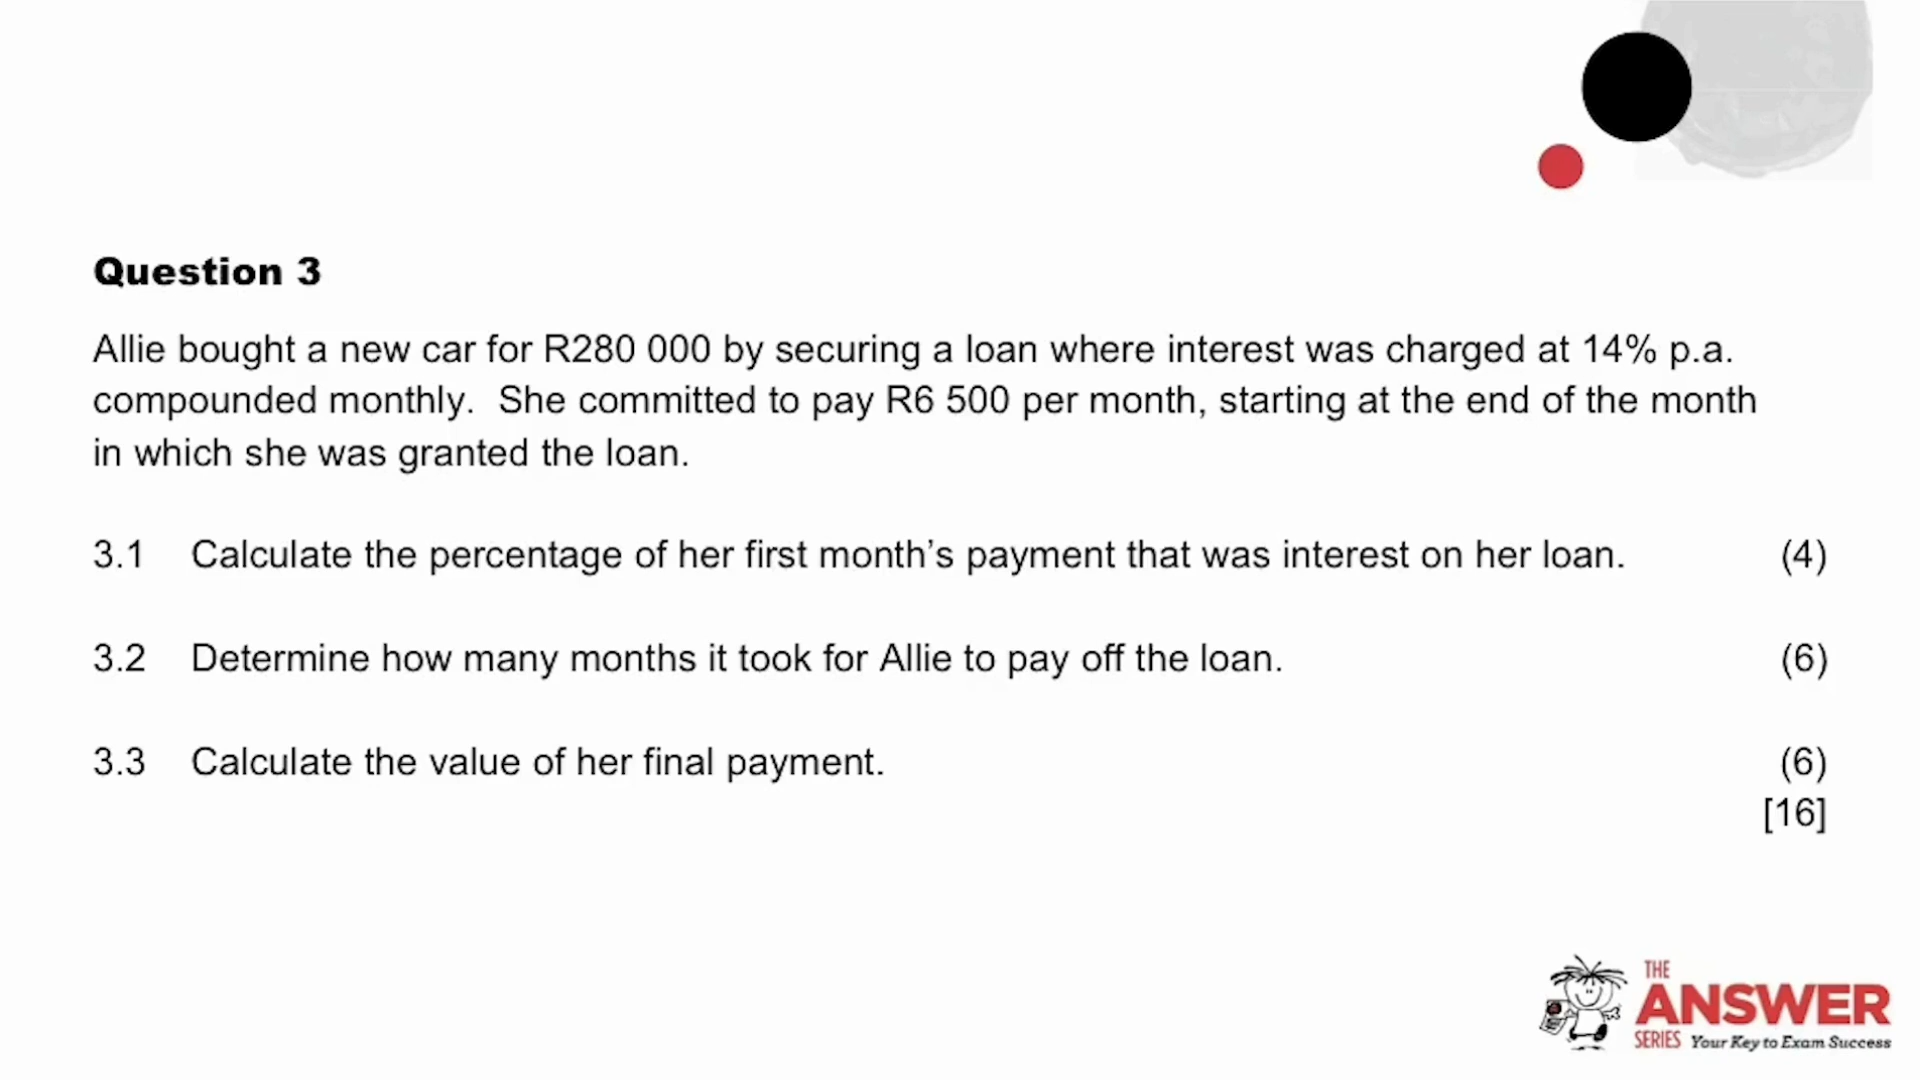 Question 3
Allie bought a new car for R280 000 by securing a loan where interest was charged at 14% p.a.
compounded monthly. She committed to pay R6 500 per month, starting at the end of the month
in which she was granted the loan.
3.1 Calculate the percentage of her first month’s payment that was interest on her loan. (4)
3.2 Determine how many months it took for Allie to pay off the loan. (6)
3.3 Calculate the value of her final payment. (6)
[16]
THE
ANSWER
SERIES Your Key to Exam Success